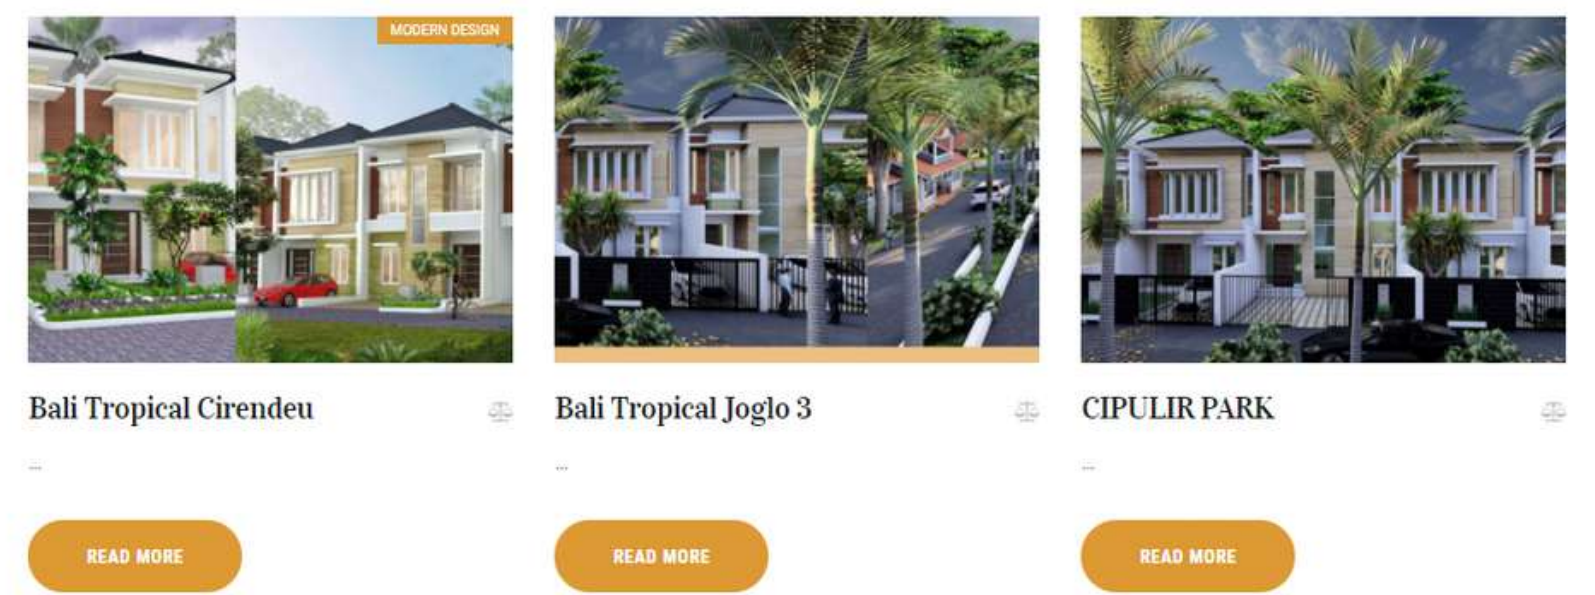 MODERN DESIGN
Bali Tropical Cirendeu
Bali Tropical Joglo 3
CIPULIR PARK
...
...
...
READ MORE
READ MORE
READ MORE